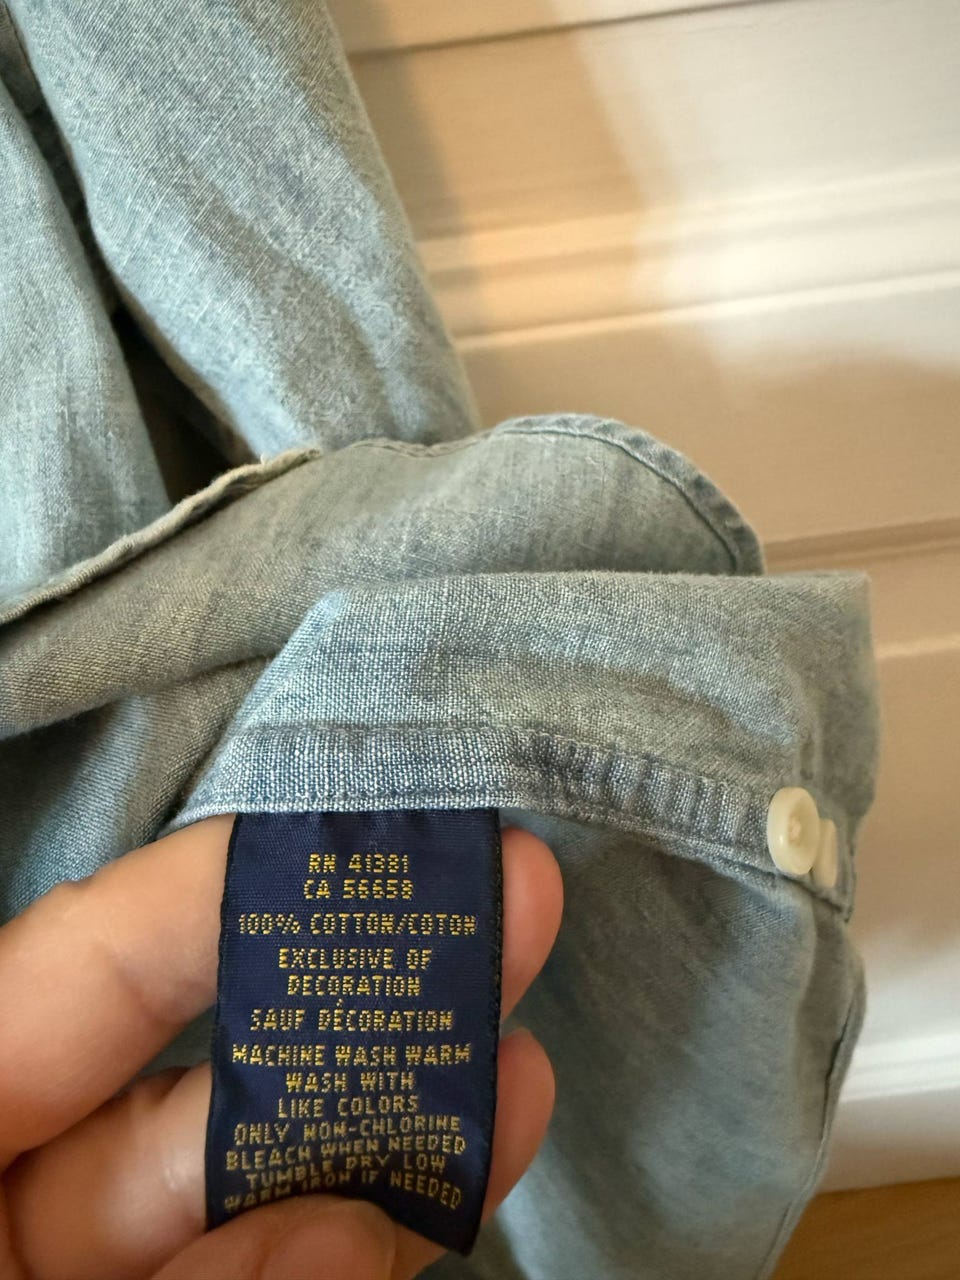 RN 41381
CA 56658
100% COTTON/COTON
EXCLUSIVE OF
DECORATION
SAUF DÉCORATION
MACHINE WASH WARM
WASH WITH
LIKE COLORS
ONLY NON-CHLORINE
BLEACH WHEN NEEDED
TUMBLE DRY LOW
WARM IRON IF NEEDED